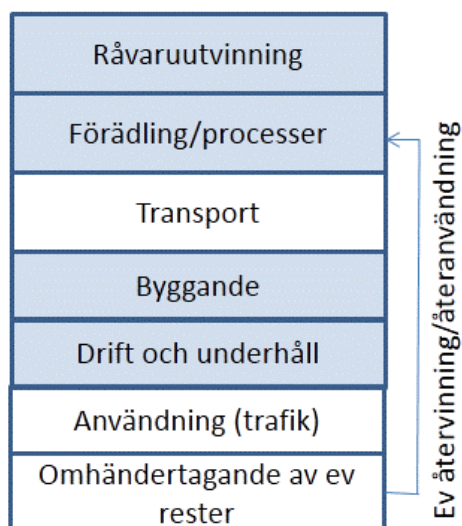 Råvaruutvinning
Förädling/processer
Transport
Byggande
Drift och underhåll
Användning (trafik)
Omhändertagande av ev
rester
Ev återvinning/återanvändning